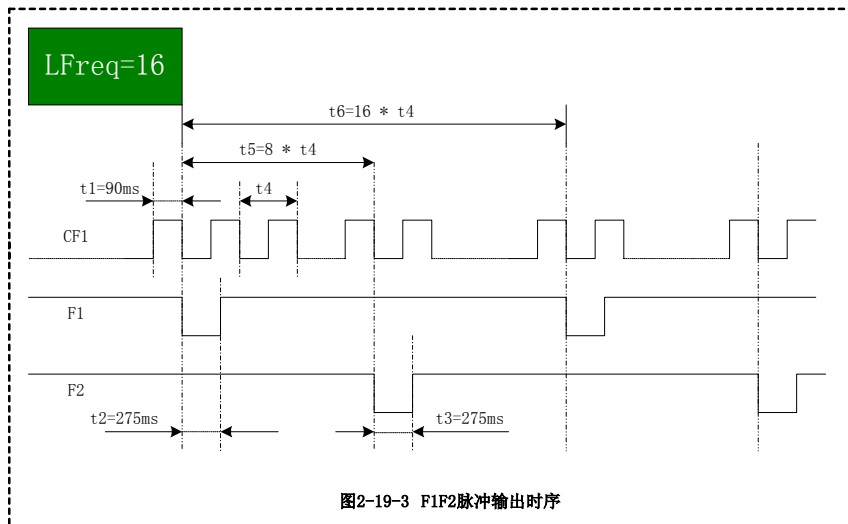 LFreq=16
t6=16 * t4
t5=8 * t4
t1=90ms
t4
CF1
F1
F2
t2=275ms
t3=275ms
图2-19-3 F1F2脉冲输出时序